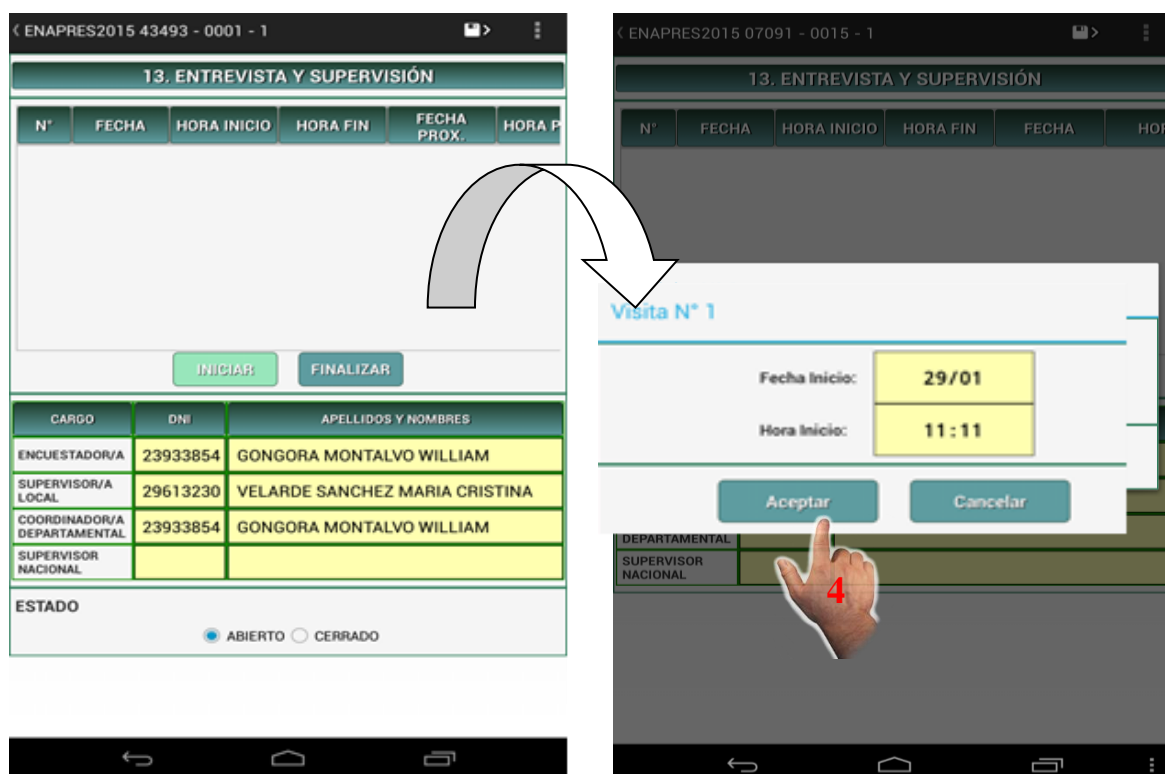 ENAPRES2015 43493 - 0001 - 1
13. ENTREVISTA Y SUPERVISIÓN
N° FECHA HORA INICIO HORA FIN FECHA PROX. HORA P
INICIAR FINALIZAR
CARGO DNI APELLIDOS Y NOMBRES
ENCUESTADOR/A 23933854 GONGORA MONTALVO WILLIAM
SUPERVISOR/A LOCAL 29613230 VELARDE SANCHEZ MARIA CRISTINA
COORDINADOR/A DEPARTAMENTAL 23933854 GONGORA MONTALVO WILLIAM
SUPERVISOR NACIONAL
ESTADO
ABIERTO CERRADO
ENAPRES2015 07091 - 0015 - 1
13. ENTREVISTA Y SUPERVISIÓN
N° FECHA HORA INICIO HORA FIN FECHA HOR
Visita N° 1
Fecha Inicio: 29/01
Hora Inicio: 11:11
Aceptar Cancelar
DEPARTAMENTAL
SUPERVISOR NACIONAL
4